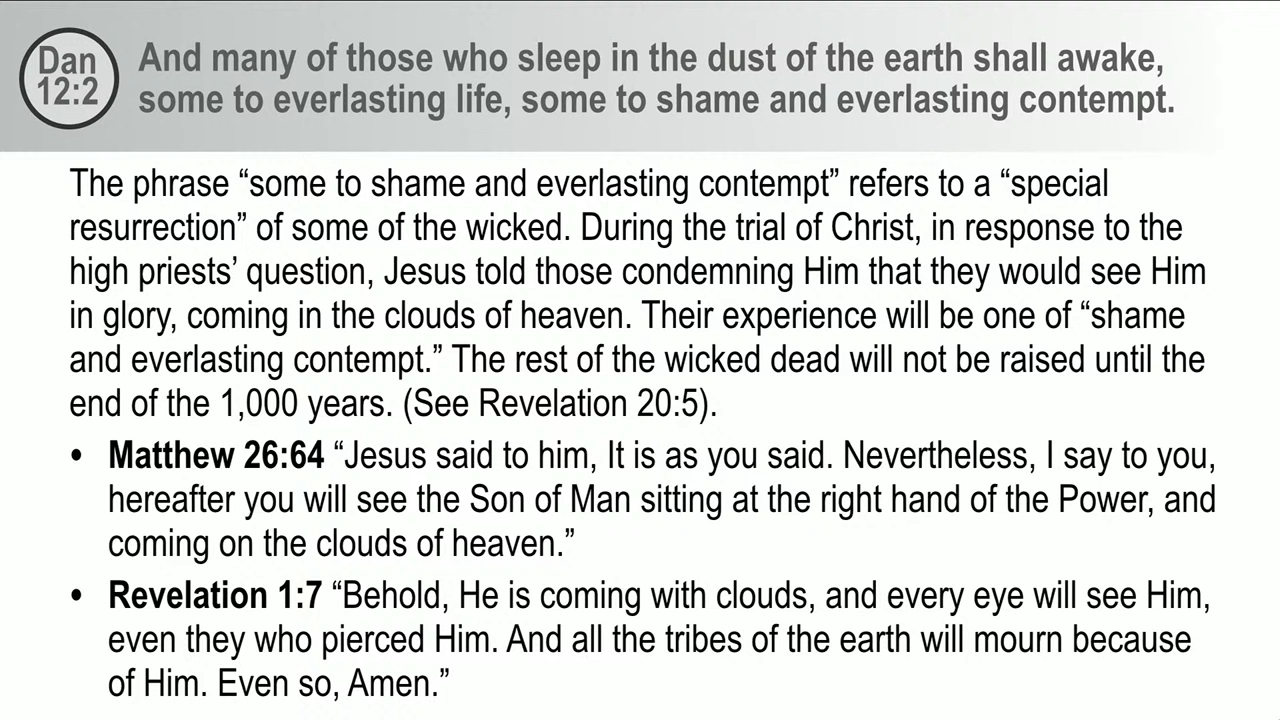 Dan
12:2
And many of those who sleep in the dust of the earth shall awake,
some to everlasting life, some to shame and everlasting contempt.
The phrase “some to shame and everlasting contempt” refers to a “special
resurrection” of some of the wicked. During the trial of Christ, in response to the
high priests’ question, Jesus told those condemning Him that they would see Him
in glory, coming in the clouds of heaven. Their experience will be one of “shame
and everlasting contempt.” The rest of the wicked dead will not be raised until the
end of the 1,000 years. (See Revelation 20:5).
• Matthew 26:64 “Jesus said to him, It is as you said. Nevertheless, I say to you,
hereafter you will see the Son of Man sitting at the right hand of the Power, and
coming on the clouds of heaven.”
• Revelation 1:7 “Behold, He is coming with clouds, and every eye will see Him,
even they who pierced Him. And all the tribes of the earth will mourn because
of Him. Even so, Amen.”